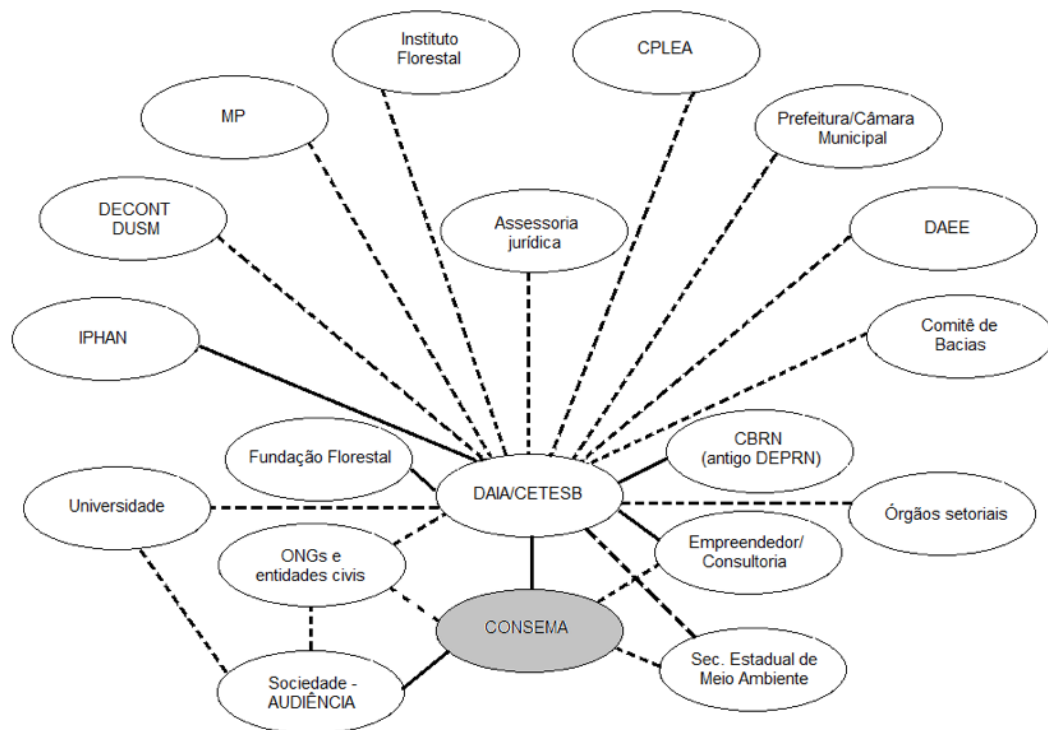 Instituto
Florestal
CPLEA
MP
Prefeitura/Câmara
Municipal
DECONT
DUSM
Assessoria
jurídica
DAEE
IPHAN
Comitê de
Bacias
Fundação Florestal
CBRN
(antigo DEPRN)
DAIA/CETESB
Universidade
Órgãos setoriais
ONGs e
entidades civis
Empreendedor/
Consultoria
CONSEMA
Sociedade -
AUDIÊNCIA
Sec. Estadual de
Meio Ambiente